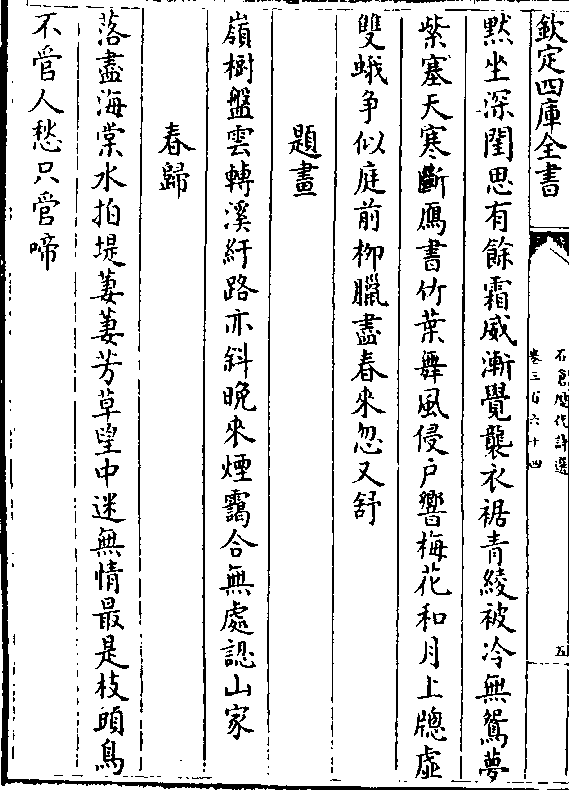 欽定四庫全書
石倉歷代詩選
卷三百六十四
五
黙坐深閨思有餘霜威漸覺襲衣裾青綾被冷無鴛夢
紫塞天寒斷鴈書竹葉舞風侵户響梅花和月上牕虚
雙蛾争似庭前柳臘盡春來忽又舒
題畫
嶺樹盤雲轉溪紆路亦斜晚來煙靄合無處認山家
春歸
落盡海棠水拍堤萋萋芳草望中迷無情最是枝頭鳥
不管人愁只管啼